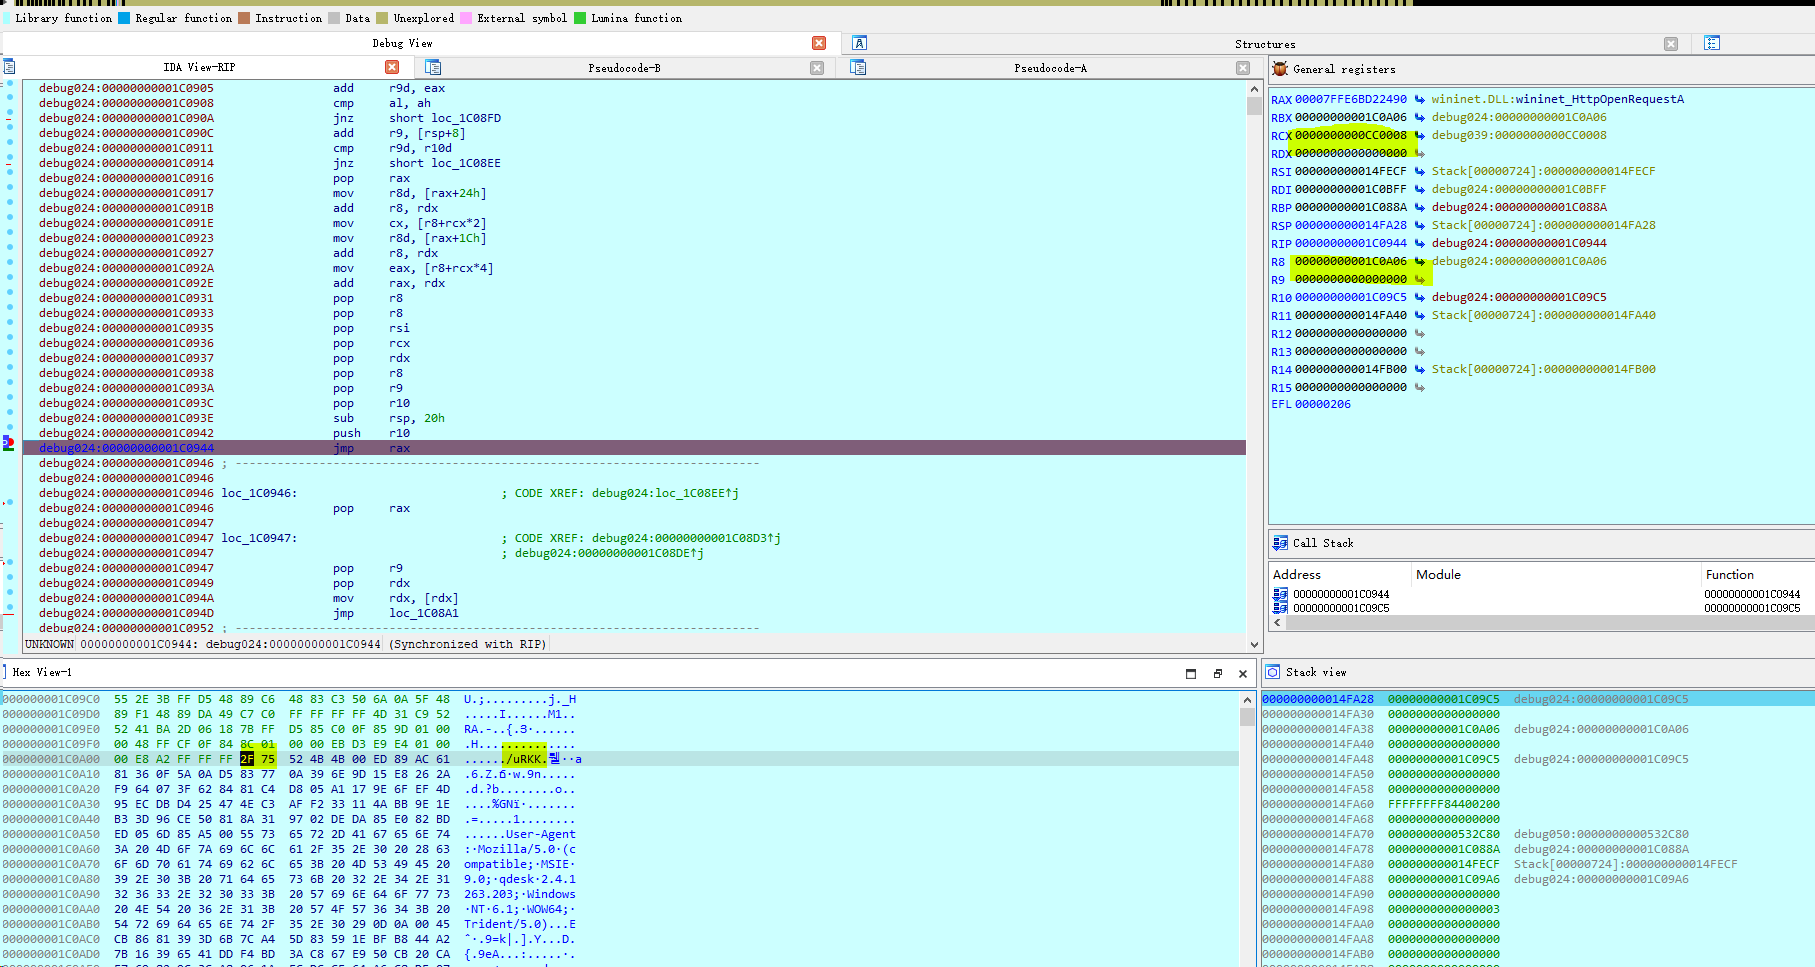 Library function Regular function Instruction Data Unexplored External symbol Lumina function
Debug View
Structures
IDA View-RIP
Pseudocode-B
Pseudocode-A
debug024:00000000001C0905 add r9d, eax
debug024:00000000001C0908 cmp al, ah
debug024:00000000001C090A jnz short loc_1C08FD
debug024:00000000001C090C add r9, [rsp+8]
debug024:00000000001C0911 cmp r9d, r10d
debug024:00000000001C0914 jnz short loc_1C08EE
debug024:00000000001C0916 pop rax
debug024:00000000001C0917 mov r8d, [rax+24h]
debug024:00000000001C091B add r8, rdx
debug024:00000000001C091E mov cx, [r8+rcx*2]
debug024:00000000001C0923 mov r8d, [rax+1Ch]
debug024:00000000001C0927 add r8, rdx
debug024:00000000001C092A mov eax, [r8+rcx*4]
debug024:00000000001C092E add rax, rdx
debug024:00000000001C0931 pop r8
debug024:00000000001C0933 pop r8
debug024:00000000001C0935 pop rsi
debug024:00000000001C0936 pop rcx
debug024:00000000001C0937 pop rdx
debug024:00000000001C0938 pop r8
debug024:00000000001C093A pop r9
debug024:00000000001C093C pop r10
debug024:00000000001C093E sub rsp, 20h
debug024:00000000001C0942 push r10
debug024:00000000001C0944 jmp rax
debug024:00000000001C0946 ; ---------------------------------------------------------------------------
debug024:00000000001C0946
debug024:00000000001C0946 loc_1C0946: ; CODE XREF: debug024:loc_1C08EE↑j
debug024:00000000001C0946 pop rax
debug024:00000000001C0947
debug024:00000000001C0947 loc_1C0947: ; CODE XREF: debug024:00000000001C08D3↑j
debug024:00000000001C0947 ; debug024:00000000001C08DE↑j
debug024:00000000001C0947 pop r9
debug024:00000000001C0949 pop rdx
debug024:00000000001C094A mov rdx, [rdx]
debug024:00000000001C094D jmp loc_1C08A1
debug024:00000000001C0952 ; ---------------------------------------------------------------------------
UNKNOWN 00000000001C0944: debug024:00000000001C0944 (Synchronized with RIP)
General registers
RAX 00007FFE6BD22490 wininet.DLL:wininet_HttpOpenRequestA
RBX 00000000001C0A06 debug024:00000000001C0A06
RCX 0000000000CC0008 debug039:0000000000CC0008
RDX 0000000000000000
RSI 000000000014FECF Stack[00000724]:000000000014FECF
RDI 00000000001C0BFF debug024:00000000001C0BFF
RBP 00000000001C088A debug024:00000000001C088A
RSP 000000000014FA28 Stack[00000724]:000000000014FA28
RIP 00000000001C0944 debug024:00000000001C0944
R8 00000000001C0A06 debug024:00000000001C0A06
R9 0000000000000000
R10 00000000001C09C5 debug024:00000000001C09C5
R11 000000000014FA40 Stack[00000724]:000000000014FA40
R12 0000000000000000
R13 0000000000000000
R14 000000000014FB00 Stack[00000724]:000000000014FB00
R15 0000000000000000
EFL 00000206
Call Stack
Address Module Function
00000000001C0944 00000000001C0944
00000000001C09C5 00000000001C09C5
Hex View-1
00000000001C09C0 55 2E 3B FF D5 48 89 C6 48 83 C3 50 6A 0A 5F 48 U.;.........j._H
00000000001C09D0 89 F1 48 89 DA 49 C7 C0 FF FF FF FF 4D 31 C9 52 .....I......M1..
00000000001C09E0 52 41 BA 2D 06 18 7B FF D5 85 C0 0F 85 9D 01 00
00000000001C09F0 00 48 FF CF 0F 84 8C 01 00 00 EB D3 E9 E4 01 00 .H..............
00000000001C0A00 00 E8 A2 FF FF FF 2F 75 52 4B 4B 00 ED 89 AC 61
00000000001C0A10 81 36 0F 5A 0A D5 83 77 0A 39 6E 9D 15 E8 26 2A
00000000001C0A20 F9 64 07 3F 62 84 81 C4 D8 05 A1 17 9E 6F EF 4D .d.?b........o..
00000000001C0A30 95 EC DB D4 25 47 4E C3 AF F2 33 11 4A BB 9E 1E
00000000001C0A40 B3 3D 96 CE 50 81 8A 31 97 02 DE DA 85 E0 82 BD
00000000001C0A50 ED 05 6D 85 A5 00 55 73 65 72 2D 41 67 65 6E 74 ......User-Agent
00000000001C0A60 3A 20 4D 6F 7A 69 6C 6C 61 2F 35 2E 30 20 28 63 :·Mozilla/5.0·(c
00000000001C0A70 6F 6D 70 61 74 69 62 6C 65 3B 20 4D 53 49 45 20 ompatible;·MSIE·
00000000001C0A80 39 2E 30 3B 20 71 64 65 73 6B 20 32 2E 34 2E 31 9.0;·qdesk·2.4.1
00000000001C0A90 32 36 33 2E 32 30 33 3B 20 57 69 6E 64 6F 77 73 263.203;·Windows
00000000001C0AA0 20 4E 54 20 36 2E 31 3B 20 57 4F 57 36 34 3B 20 ·NT·6.1;·WOW64;·
00000000001C0AB0 54 72 69 64 65 6E 74 2F 35 2E 30 29 0D 0A 00 45 Trident/5.0)...E
00000000001C0AC0 CB 86 81 39 3D 6B 7C A4 5D 83 59 1E BF B8 44 A2
00000000001C0AD0 7B 16 39 65 41 DD F4 BD 3A C8 67 E9 50 CB 20 CA
Stack view
000000000014FA28 00000000001C09C5 debug024:00000000001C09C5
000000000014FA30 0000000000000000
000000000014FA38 00000000001C0A06 debug024:00000000001C0A06
000000000014FA40 0000000000000000
000000000014FA48 00000000001C09C5 debug024:00000000001C09C5
000000000014FA50 0000000000000000
000000000014FA58 0000000000000000
000000000014FA60 FFFFFFFF84400200
000000000014FA68 0000000000000000
000000000014FA70 0000000000532C80 debug050:0000000000532C80
000000000014FA78 00000000001C088A debug024:00000000001C088A
000000000014FA80 000000000014FECF Stack[00000724]:000000000014FECF
000000000014FA88 00000000001C09A6 debug024:00000000001C09A6
000000000014FA90 0000000000000000
000000000014FA98 0000000000000003
000000000014FAA0 0000000000000000
000000000014FAA8 0000000000000000
000000000014FAB0 0000000000000000